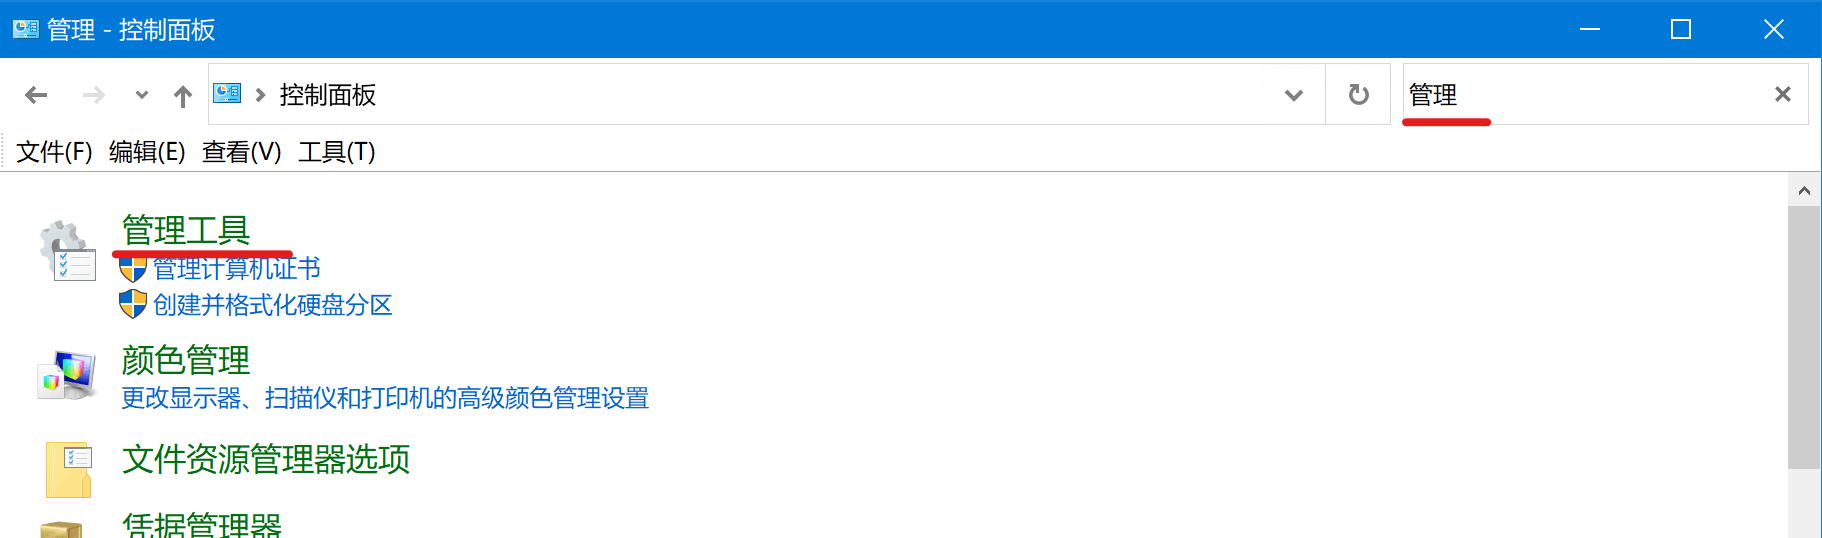 管理 - 控制面板
控制面板
管理
文件(F) 编辑(E) 查看(V) 工具(T)
管理工具
管理计算机证书
创建并格式化硬盘分区
颜色管理
更改显示器、扫描仪和打印机的高级颜色管理设置
文件资源管理器选项
凭据管理器